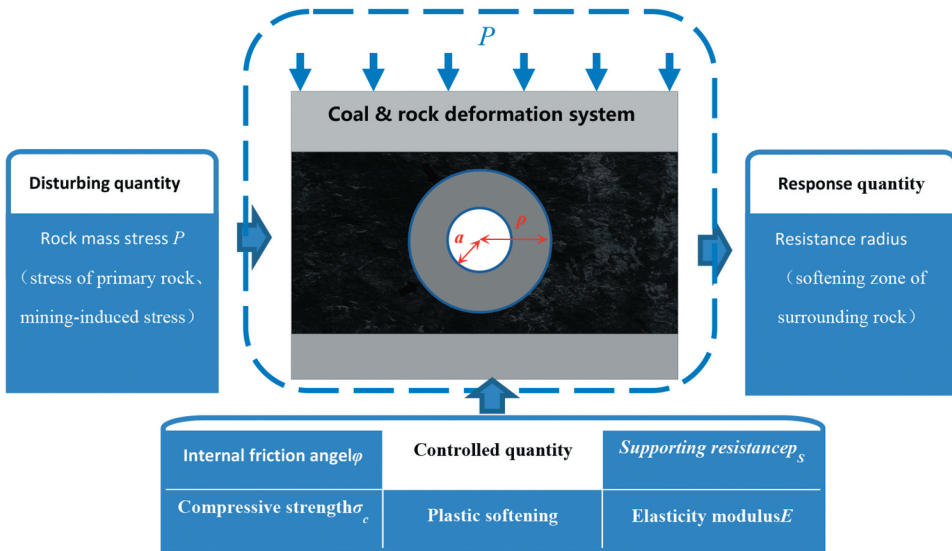 P
Coal & rock deformation system
a
ρ
Disturbing quantity
Rock mass stress P
（stress of primary rock、
mining-induced stress）
Response quantity
Resistance radius
（softening zone of
surrounding rock）
Internal friction angelφ
Controlled quantity
Supporting resistancep_s
Compressive strengthσ_c
Plastic softening
Elasticity modulusE